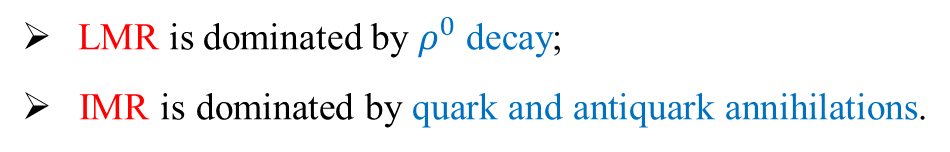 ➤ LMR is dominated by ρ⁰ decay;
➤ IMR is dominated by quark and antiquark annihilations.